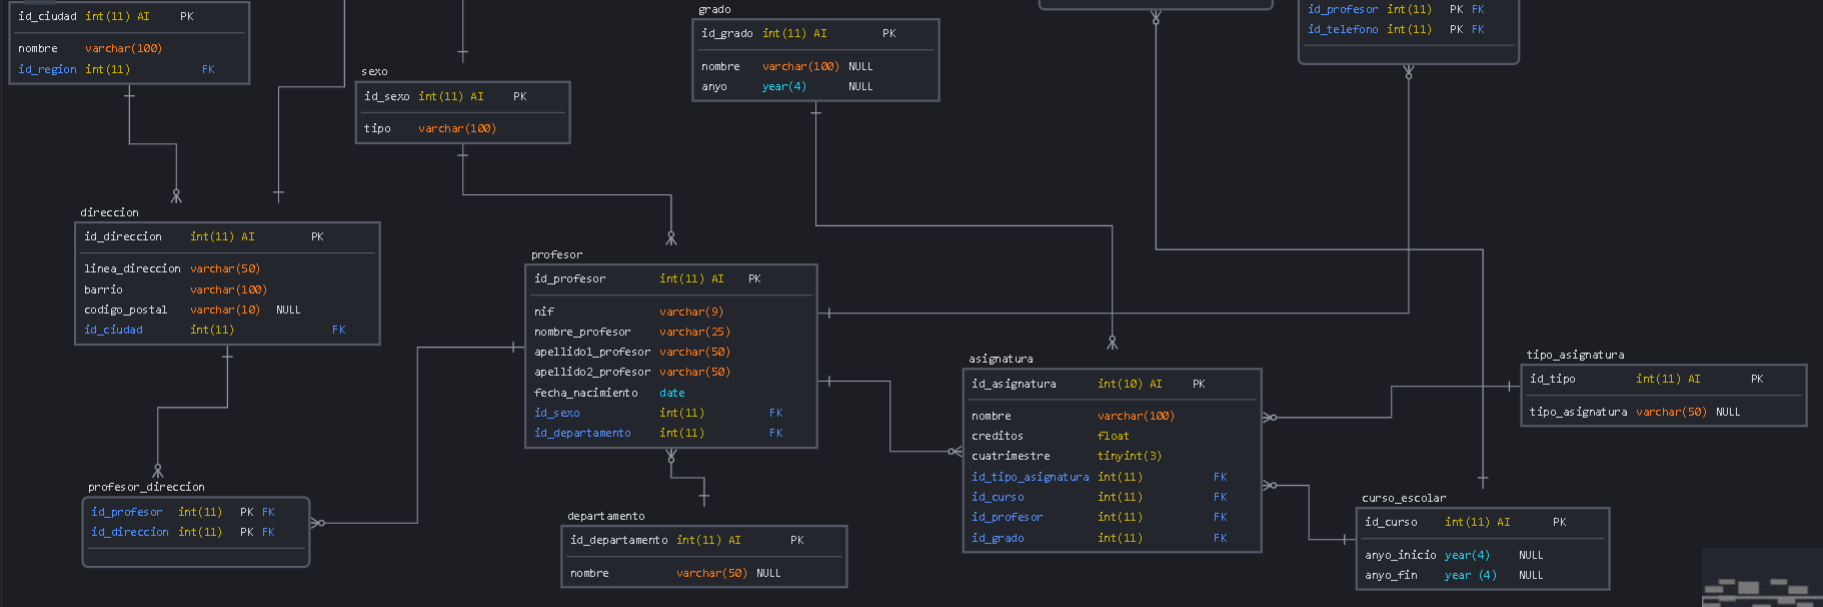 id_ciudad int(11) AI PK
nombre varchar(100)
id_region int(11) FK
sexo
id_sexo int(11) AI PK
tipo varchar(100)
grado
id_grado int(11) AI PK
nombre varchar(100) NULL
anyo year(4) NULL
id_profesor int(11) PK FK
id_telefono int(11) PK FK
direccion
id_direccion int(11) AI PK
linea_direccion varchar(50)
barrio varchar(100)
codigo_postal varchar(10) NULL
id_ciudad int(11) FK
profesor
id_profesor int(11) AI PK
nif varchar(9)
nombre_profesor varchar(25)
apellido1_profesor varchar(50)
apellido2_profesor varchar(50)
fecha_nacimiento date
id_sexo int(11) FK
id_departamento int(11) FK
asignatura
id_asignatura int(10) AI PK
nombre varchar(100)
creditos float
cuatrimestre tinyint(3)
id_tipo_asignatura int(11) FK
id_curso int(11) FK
id_profesor int(11) FK
id_grado int(11) FK
tipo_asignatura
id_tipo int(11) AI PK
tipo_asignatura varchar(50) NULL
profesor_direccion
id_profesor int(11) PK FK
id_direccion int(11) PK FK
departamento
id_departamento int(11) AI PK
nombre varchar(50) NULL
curso_escolar
id_curso int(11) AI PK
anyo_inicio year(4) NULL
anyo_fin year (4) NULL